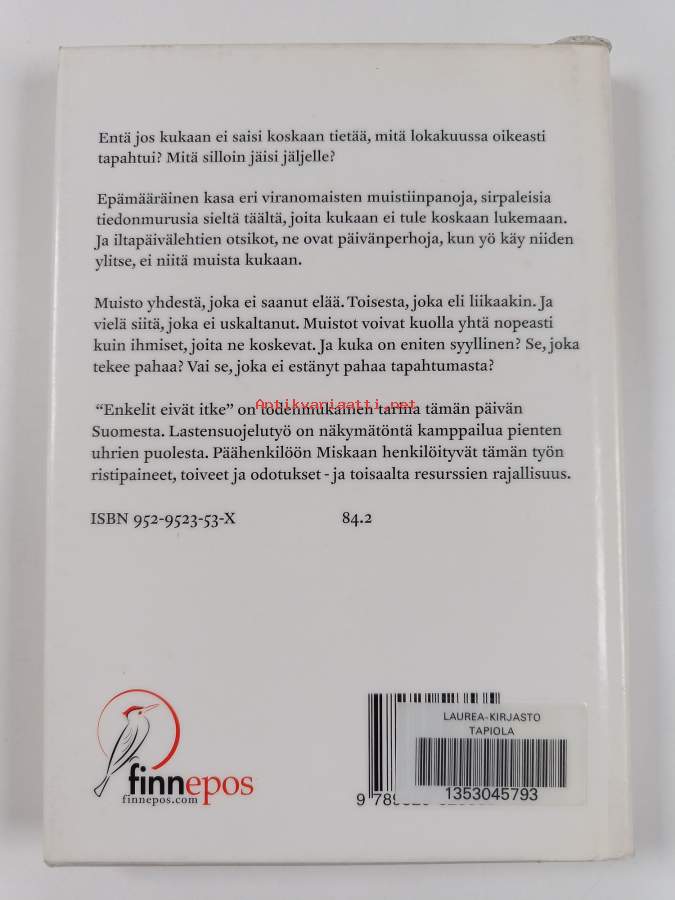 Entä jos kukaan ei saisi koskaan tietää, mitä lokakuussa oikeasti
tapahtui? Mitä silloin jäisi jäljelle?
Epämääräinen kasa eri viranomaisten muistiinpanoja, sirpaleisia
tiedonmurusia sieltä täältä, joita kukaan ei tule koskaan lukemaan.
Ja iltapäivälehtien otsikot, ne ovat päivänperhoja, kun yö käy niiden
ylitse, ei niitä muista kukaan.
Muisto yhdestä, joka ei saanut elää. Toisesta, joka eli liikaakin. Ja
vielä siitä, joka ei uskaltanut. Muistot voivat kuolla yhtä nopeasti
kuin ihmiset, joita ne koskevat. Ja kuka on eniten syyllinen? Se, joka
tekee pahaa? Vai se, joka ei estänyt pahaa tapahtumasta?
Antikvariaatti.net
“Enkelit eivät itke” on todenmukainen tarina tämän päivän
Suomesta. Lastensuojelutyö on näkymätöntä kamppailua pienten
uhrien puolesta. Päähenkilöön Miskaan henkilöityvät tämän työn
ristipaineet, toiveet ja odotukset - ja toisaalta resurssien rajallisuus.
ISBN 952-9523-53-X 84.2
finnepos
finnepos.com
LAUREA-KIRJASTO
TAPIOLA
1353045793